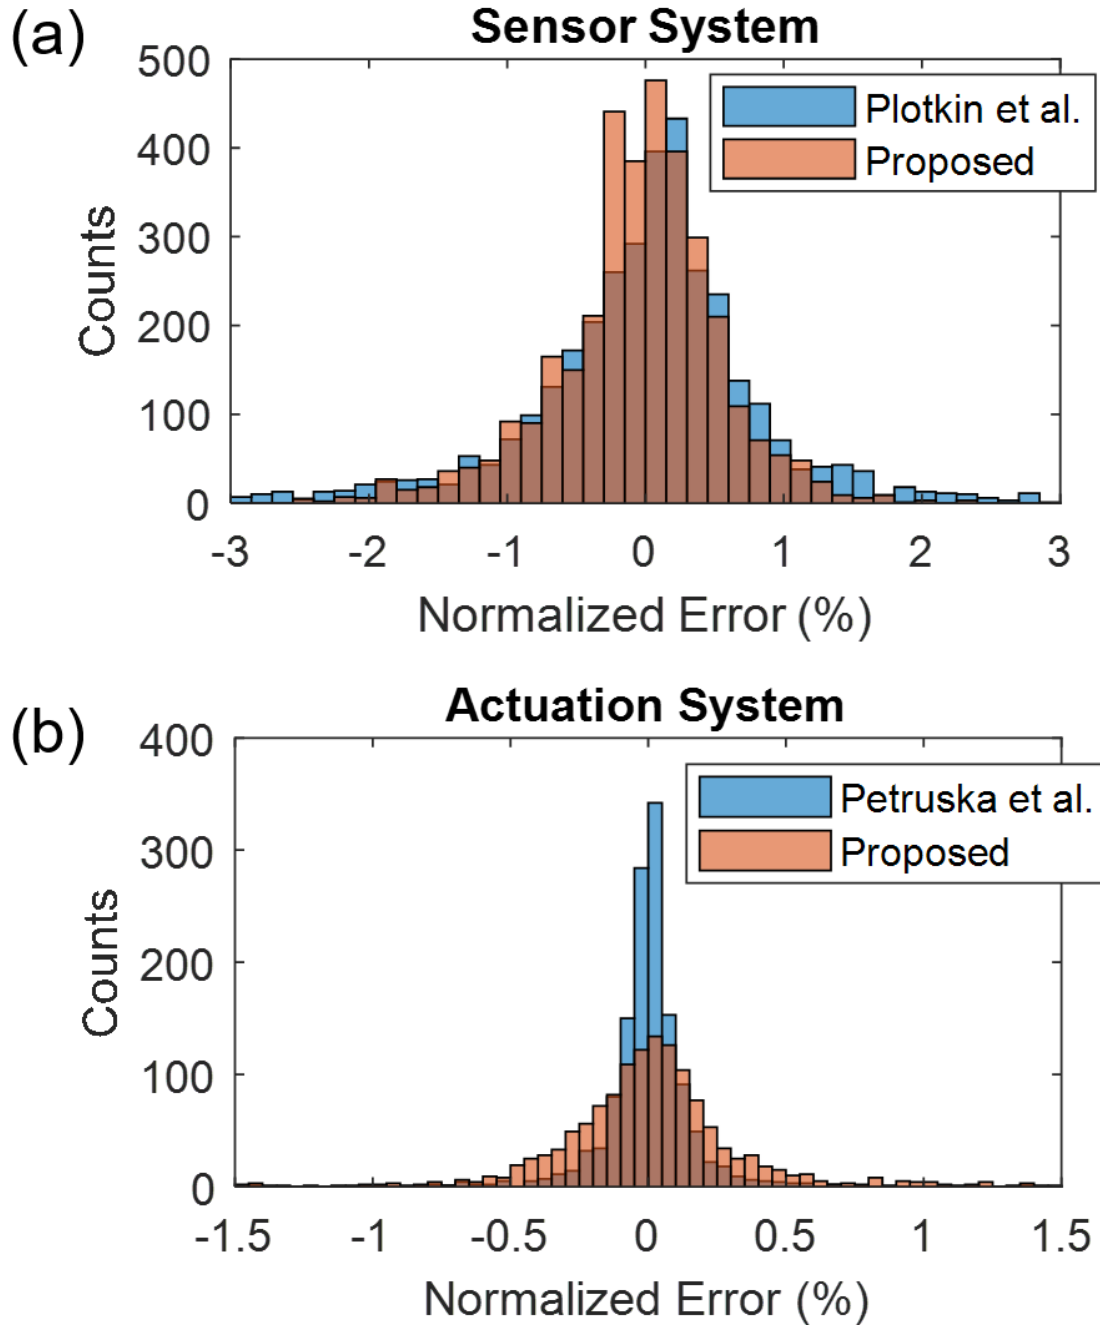 (a)
Sensor System
500
400
300
200
100
0
Counts
Plotkin et al.
Proposed
-3 -2 -1 0 1 2 3
Normalized Error (%)
(b)
Actuation System
400
300
200
100
0
Counts
Petruska et al.
Proposed
-1.5 -1 -0.5 0 0.5 1 1.5
Normalized Error (%)